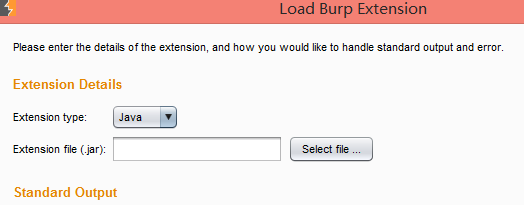 Load Burp Extension
Please enter the details of the extension, and how you would like to handle standard output and error.
Extension Details
Extension type: Java
Extension file (.jar): Select file ...
Standard Output